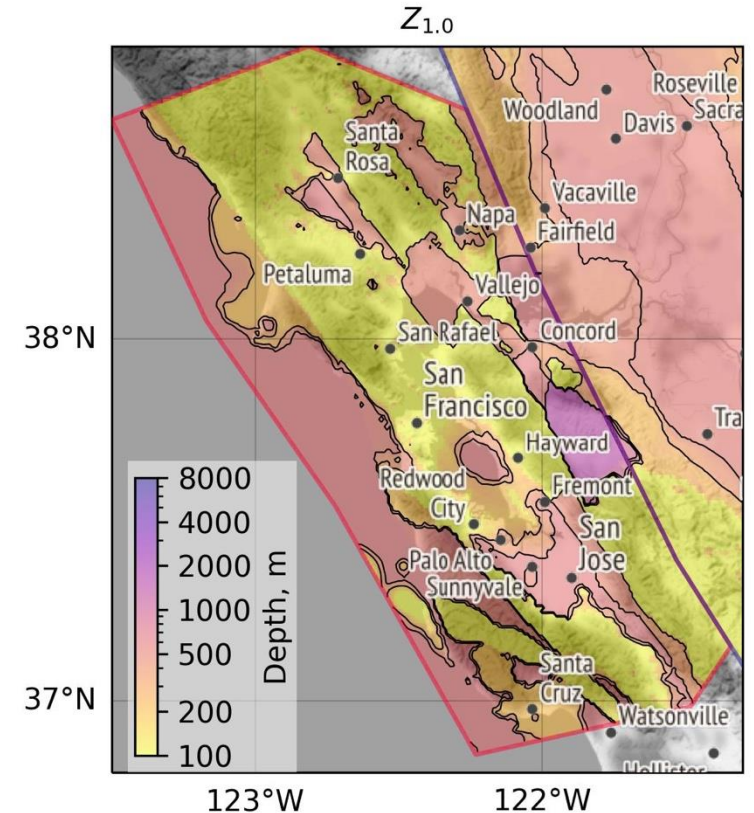 Z1.0
Roseville
Woodland
Sacra
Davis
Santa
Rosa
Vacaville
Napa
Fairfield
Petaluma
Vallejo
38°N
San Rafael
Concord
San
Francisco
Tra
Hayward
Redwood
City
Fremont
San
Jose
Palo Alto
Sunnyvale
8000
4000
2000
1000
500
200
100
Depth, m
Santa
Cruz
37°N
Watsonville
Hollister
123°W
122°W